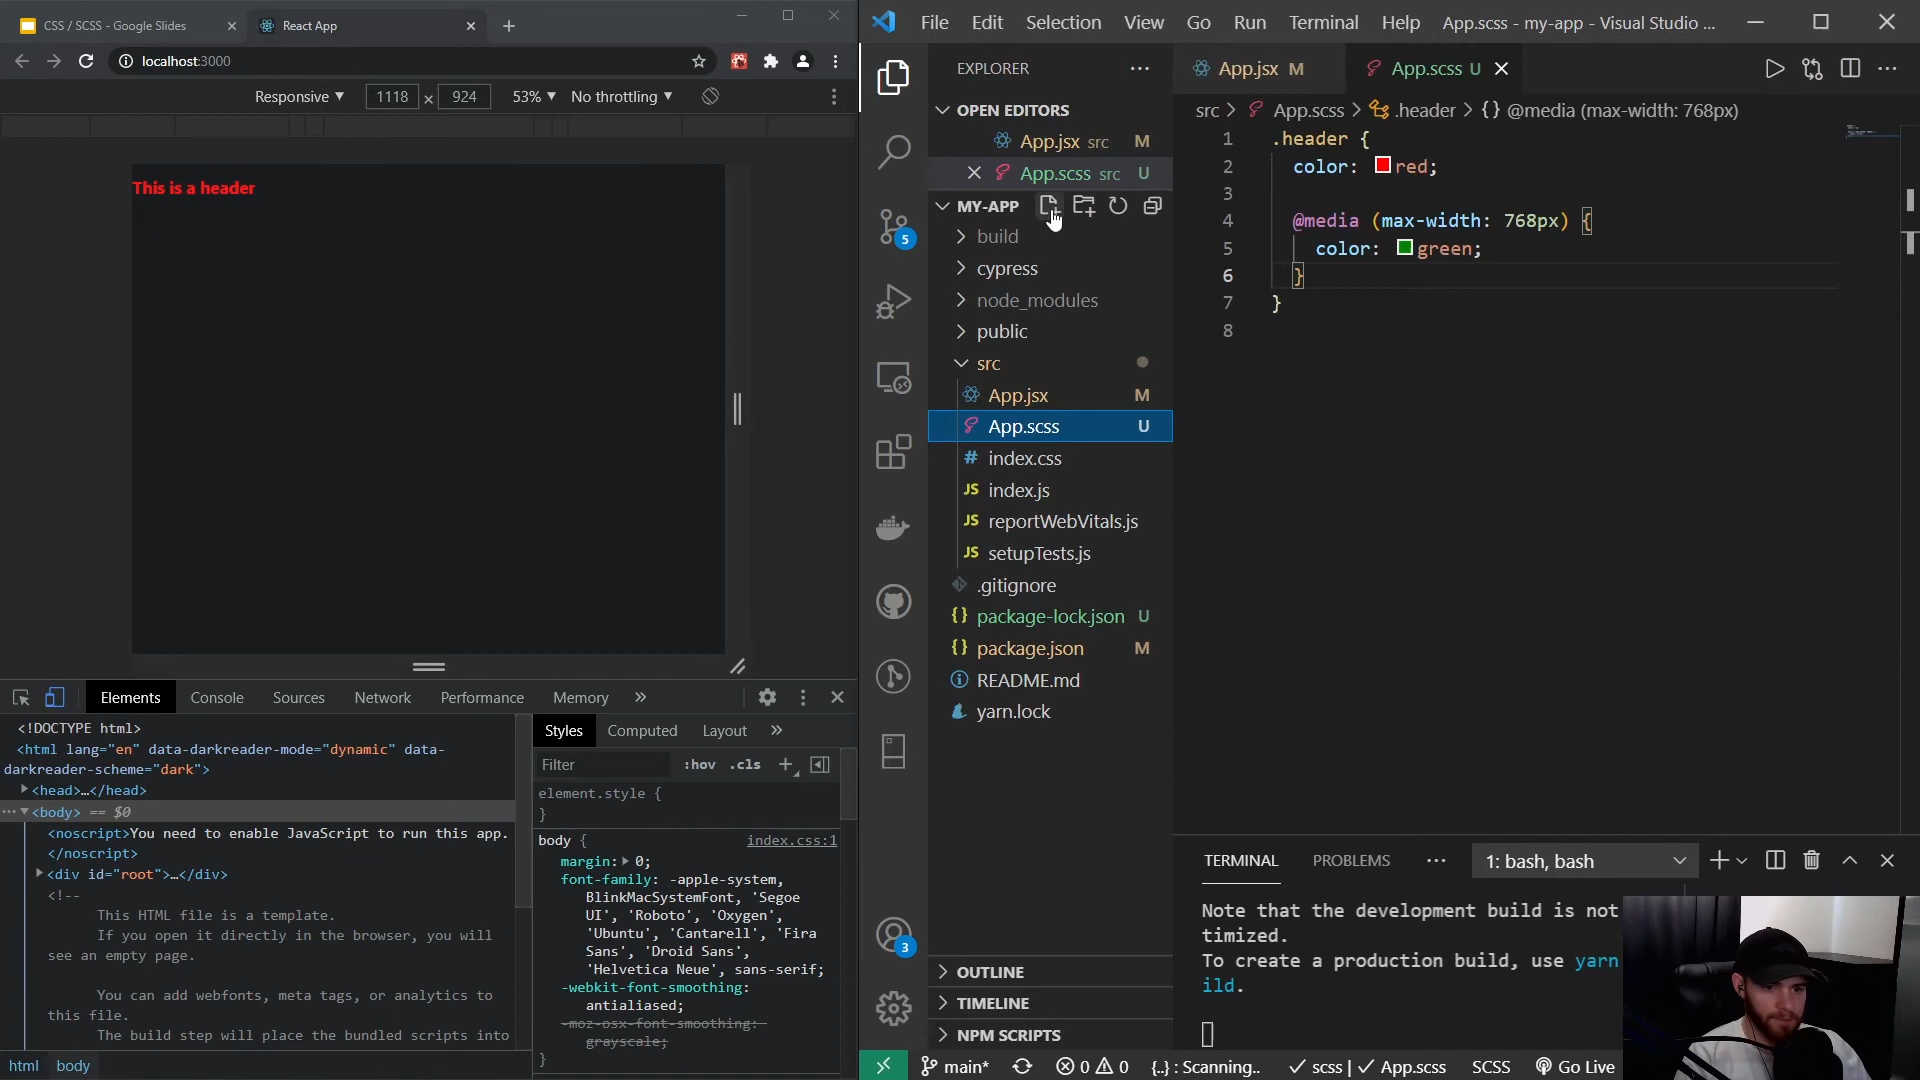 CSS / SCSS - Google Slides
React App
localhost:3000
Responsive
1118
924
53%
No throttling
This is a header
Elements
Console
Sources
Network
Performance
Memory
<!DOCTYPE html>
<html lang="en" data-darkreader-mode="dynamic" data-
darkreader-scheme="dark">
<head>…</head>
<body> == $0
<noscript>You need to enable JavaScript to run this app.
</noscript>
<div id="root">…</div>
<!--
This HTML file is a template.
If you open it directly in the browser, you will
see an empty page.
You can add webfonts, meta tags, or analytics to
this file.
The build step will place the bundled scripts into
html
body
Styles
Computed
Layout
Filter
:hov
.cls
element.style {
}
body {
index.css:1
margin: 0;
font-family: -apple-system,
BlinkMacSystemFont, 'Segoe
UI', 'Roboto', 'Oxygen',
'Ubuntu', 'Cantarell', 'Fira
Sans', 'Droid Sans',
'Helvetica Neue', sans-serif;
-webkit-font-smoothing:
antialiased;
-moz-osx-font-smoothing:
grayscale;
}
File
Edit
Selection
View
Go
Run
Terminal
Help
App.scss - my-app - Visual Studio ...
EXPLORER
OPEN EDITORS
App.jsx src M
App.scss src U
MY-APP
build
cypress
node_modules
public
src
App.jsx M
App.scss U
index.css
index.js
reportWebVitals.js
setupTests.js
.gitignore
package-lock.json U
package.json M
README.md
yarn.lock
OUTLINE
TIMELINE
NPM SCRIPTS
5
3
App.jsx M
App.scss U
src > App.scss > .header > {} @media (max-width: 768px)
1 .header {
2 color: red;
3
4 @media (max-width: 768px) {
5 color: green;
6 }
7 }
8
TERMINAL
PROBLEMS
1: bash, bash
Note that the development build is not
timized.
To create a production build, use yarn
ild.
main*
0 0
{..} : Scanning..
scss | App.scss
SCSS
Go Live